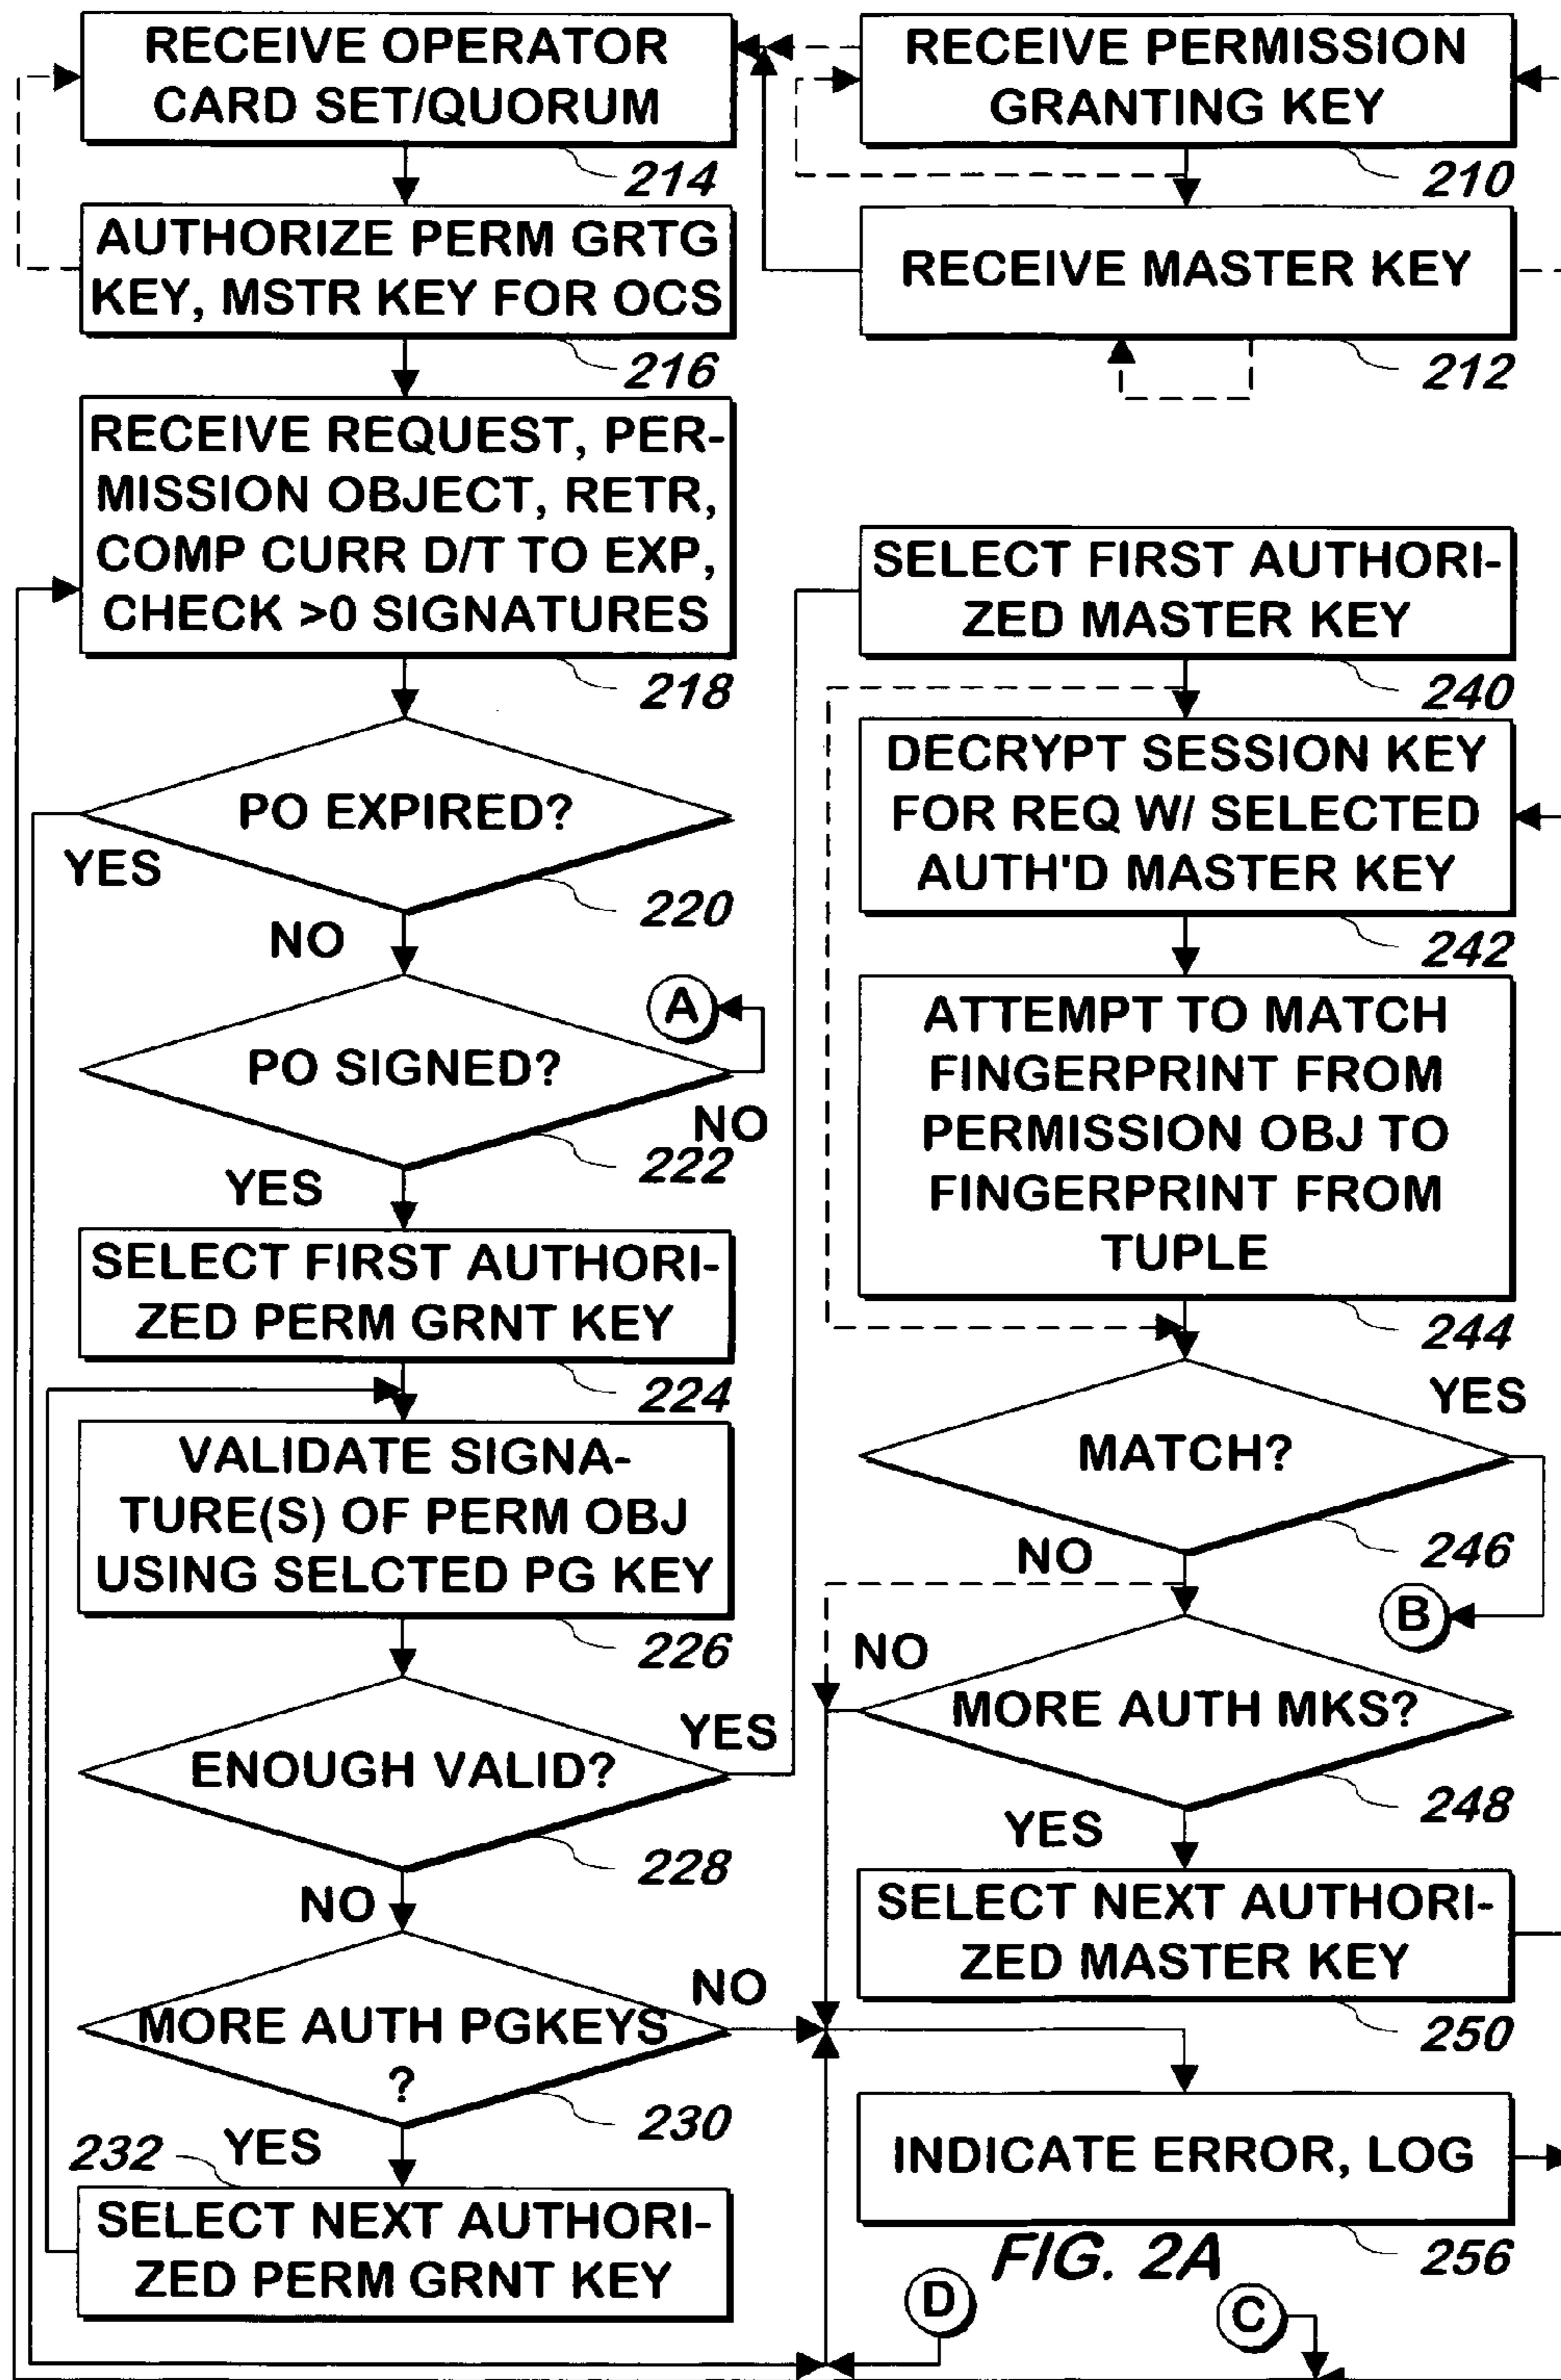 RECEIVE OPERATOR
CARD SET/QUORUM
214
AUTHORIZE PERM GRTG
KEY, MSTR KEY FOR OCS
216
RECEIVE REQUEST, PER-
MISSION OBJECT, RETR,
COMP CURR D/T TO EXP,
CHECK >0 SIGNATURES
218
PO EXPIRED?
YES
220
NO
A
PO SIGNED?
NO
222
YES
SELECT FIRST AUTHORI-
ZED PERM GRNT KEY
224
VALIDATE SIGNA-
TURE(S) OF PERM OBJ
USING SELCTED PG KEY
226
YES
ENOUGH VALID?
228
NO
NO
MORE AUTH PGKEYS
?
230
232
YES
SELECT NEXT AUTHORI-
ZED PERM GRNT KEY
RECEIVE PERMISSION
GRANTING KEY
210
RECEIVE MASTER KEY
212
SELECT FIRST AUTHORI-
ZED MASTER KEY
240
DECRYPT SESSION KEY
FOR REQ W/ SELECTED
AUTH'D MASTER KEY
242
ATTEMPT TO MATCH
FINGERPRINT FROM
PERMISSION OBJ TO
FINGERPRINT FROM
TUPLE
244
YES
MATCH?
246
NO
B
NO
MORE AUTH MKS?
248
YES
SELECT NEXT AUTHORI-
ZED MASTER KEY
250
INDICATE ERROR, LOG
256
FIG. 2A
D
C